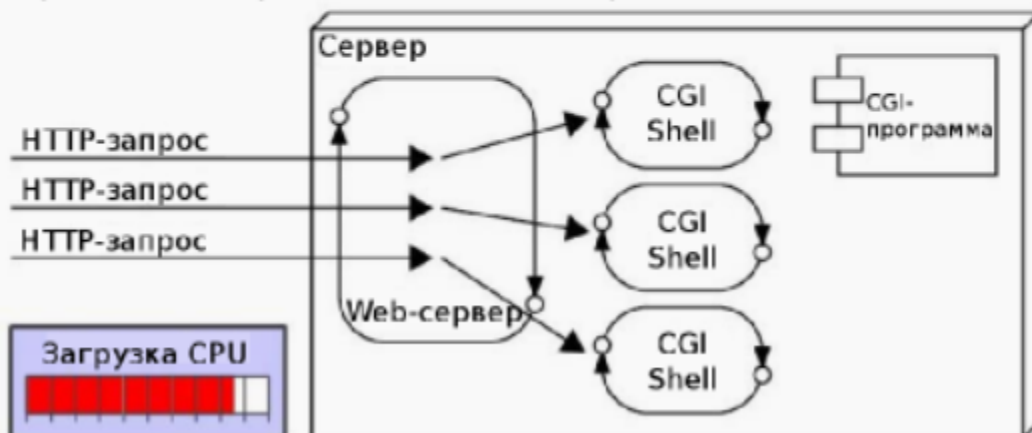 Сервер
HTTP-запрос
HTTP-запрос
HTTP-запрос
Web-сервер
CGI
Shell
CGI
Shell
CGI
Shell
CGI-
программа
Загрузка CPU